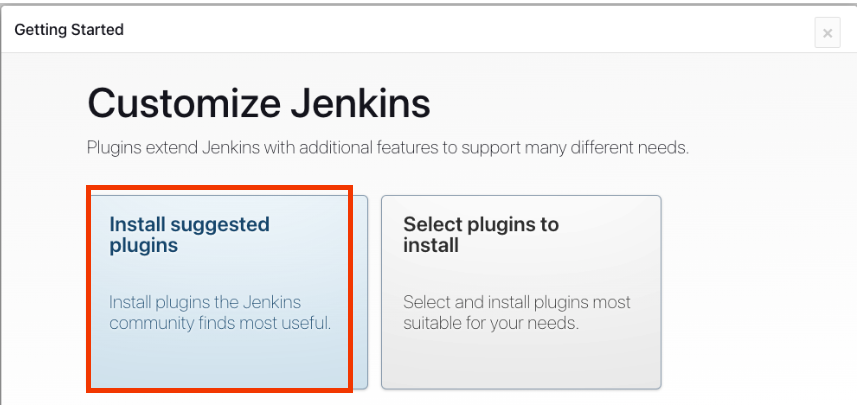 Getting Started
×
Customize Jenkins
Plugins extend Jenkins with additional features to support many different needs.
Install suggested
plugins
Install plugins the Jenkins
community finds most useful.
Select plugins to
install
Select and install plugins most
suitable for your needs.